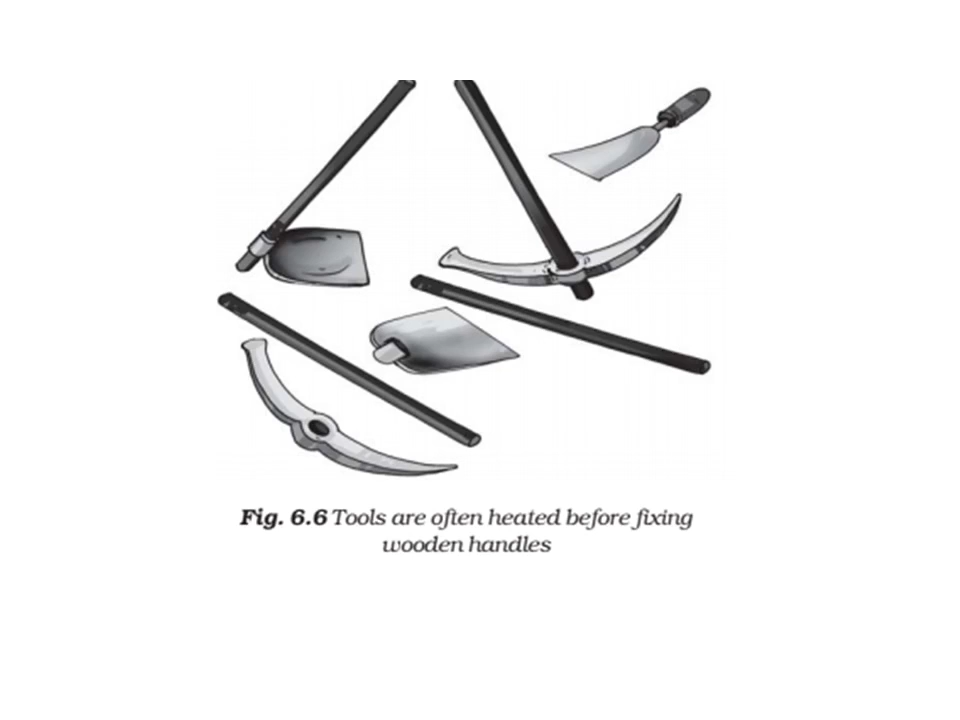 Fig. 6.6 Tools are often heated before fixing
wooden handles